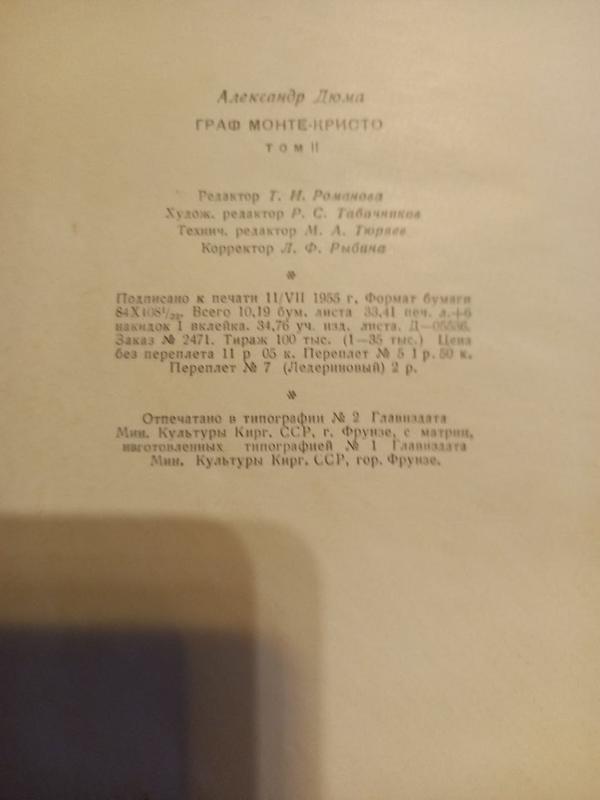 Александр Дюма
ГРАФ МОНТЕ-КРИСТО
ТОМ II
Редактор Т. И. Романова
Худож. редактор Р. С. Табачников
Технич. редактор М. А. Тюряев
Корректор Л. Ф. Рыбина
*
Подписано к печати 11/VII 1955 г. Формат бумаги
84X108¹/₃₂. Всего 10,19 бум. листа 33,41 печ. л.+6
накидок 1 вклейка. 34,76 уч. изд. листа. Д—05536.
Заказ № 2471. Тираж 100 тыс. (1—35 тыс.) Цена
без переплета 11 р 05 к. Переплет № 5 1 р. 50 к.
Переплет № 7 (Ледериновый) 2 р.
*
Отпечатано в типографии № 2 Главиздата
Мин. Культуры Кирг. ССР, г. Фрунзе, с матриц,
изготовленных типографией № 1 Главиздата
Мин. Культуры Кирг. ССР, гор. Фрунзе.